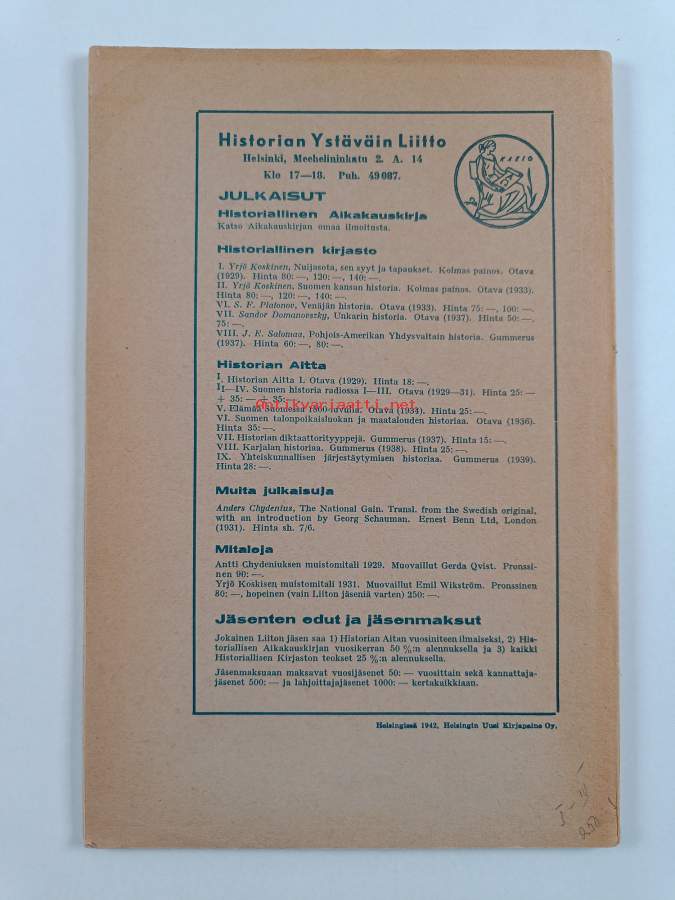 Historian Ystäväin Liitto
Helsinki, Mechelininkatu 2. A. 14
Klo 17—18. Puh. 49 087.
KLEIO
JULKAISUT
Historiallinen Aikakauskirja
Katso Aikakauskirjan omaa ilmoitusta.
Historiallinen kirjasto
I. Yrjö Koskinen, Nuijasota, sen syyt ja tapaukset. Kolmas painos. Otava
(1929). Hinta 80: —, 120: —, 140: —.
II. Yrjö Koskinen, Suomen kansan historia. Kolmas painos. Otava (1933).
Hinta 80: —, 120: —, 140: —.
VI. S. F. Platonov, Venäjän historia. Otava (1933). Hinta 75: —, 100: —.
VII. Sandor Domanovszky, Unkarin historia. Otava (1937). Hinta 50: —,
75: —.
VIII. J. E. Salomaa, Pohjois-Amerikan Yhdysvaltain historia. Gummerus
(1937). Hinta 60: —, 80: —.
Historian Aitta
I. Historian Aitta I. Otava (1929). Hinta 18: —.
II—IV. Suomen historia radiossa I—III. Otava (1929—31). Hinta 25: —
+ 35: — + 35: —.
antikvariaatti.net
V. Elämää Suomessa 1800-luvulla. Otava (1934). Hinta 25: —.
VI. Suomen talonpoikaisluokan ja maatalouden historiaa. Otava (1936).
Hinta 35: —.
VII. Historian diktaattorityyppejä. Gummerus (1937). Hinta 15: —.
VIII. Karjalan historiaa. Gummerus (1938). Hinta 25: —.
IX. Yhteiskunnallisen järjestäytymisen historiaa. Gummerus (1939).
Hinta 28: —.
Muita julkaisuja
Anders Chydenius, The National Gain. Transl. from the Swedish original,
with an introduction by Georg Schauman. Ernest Benn Ltd, London
(1931). Hinta sh. 7/6.
Mitaleja
Antti Chydeniuksen muistomitali 1929. Muovaillut Gerda Qvist. Pronssi-
nen 90: —.
Yrjö Koskisen muistomitali 1931. Muovaillut Emil Wikström. Pronssinen
80: —, hopeinen (vain Liiton jäseniä varten) 250: —.
Jäsenten edut ja jäsenmaksut
Jokainen Liiton jäsen saa 1) Historian Aitan vuosiniteen ilmaiseksi, 2) His-
toriallisen Aikakauskirjan vuosikerran 50 %:n alennuksella ja 3) kaikki
Historiallisen Kirjaston teokset 25 %:n alennuksella.
Jäsenmaksuaan maksavat vuosijäsenet 50: — vuosittain sekä kannattaja-
jäsenet 500: — ja lahjoittajajäsenet 1000: — kertakaikkiaan.
Helsingissä 1942, Helsingin Uusi Kirjapaino Oy.
I – IV
250